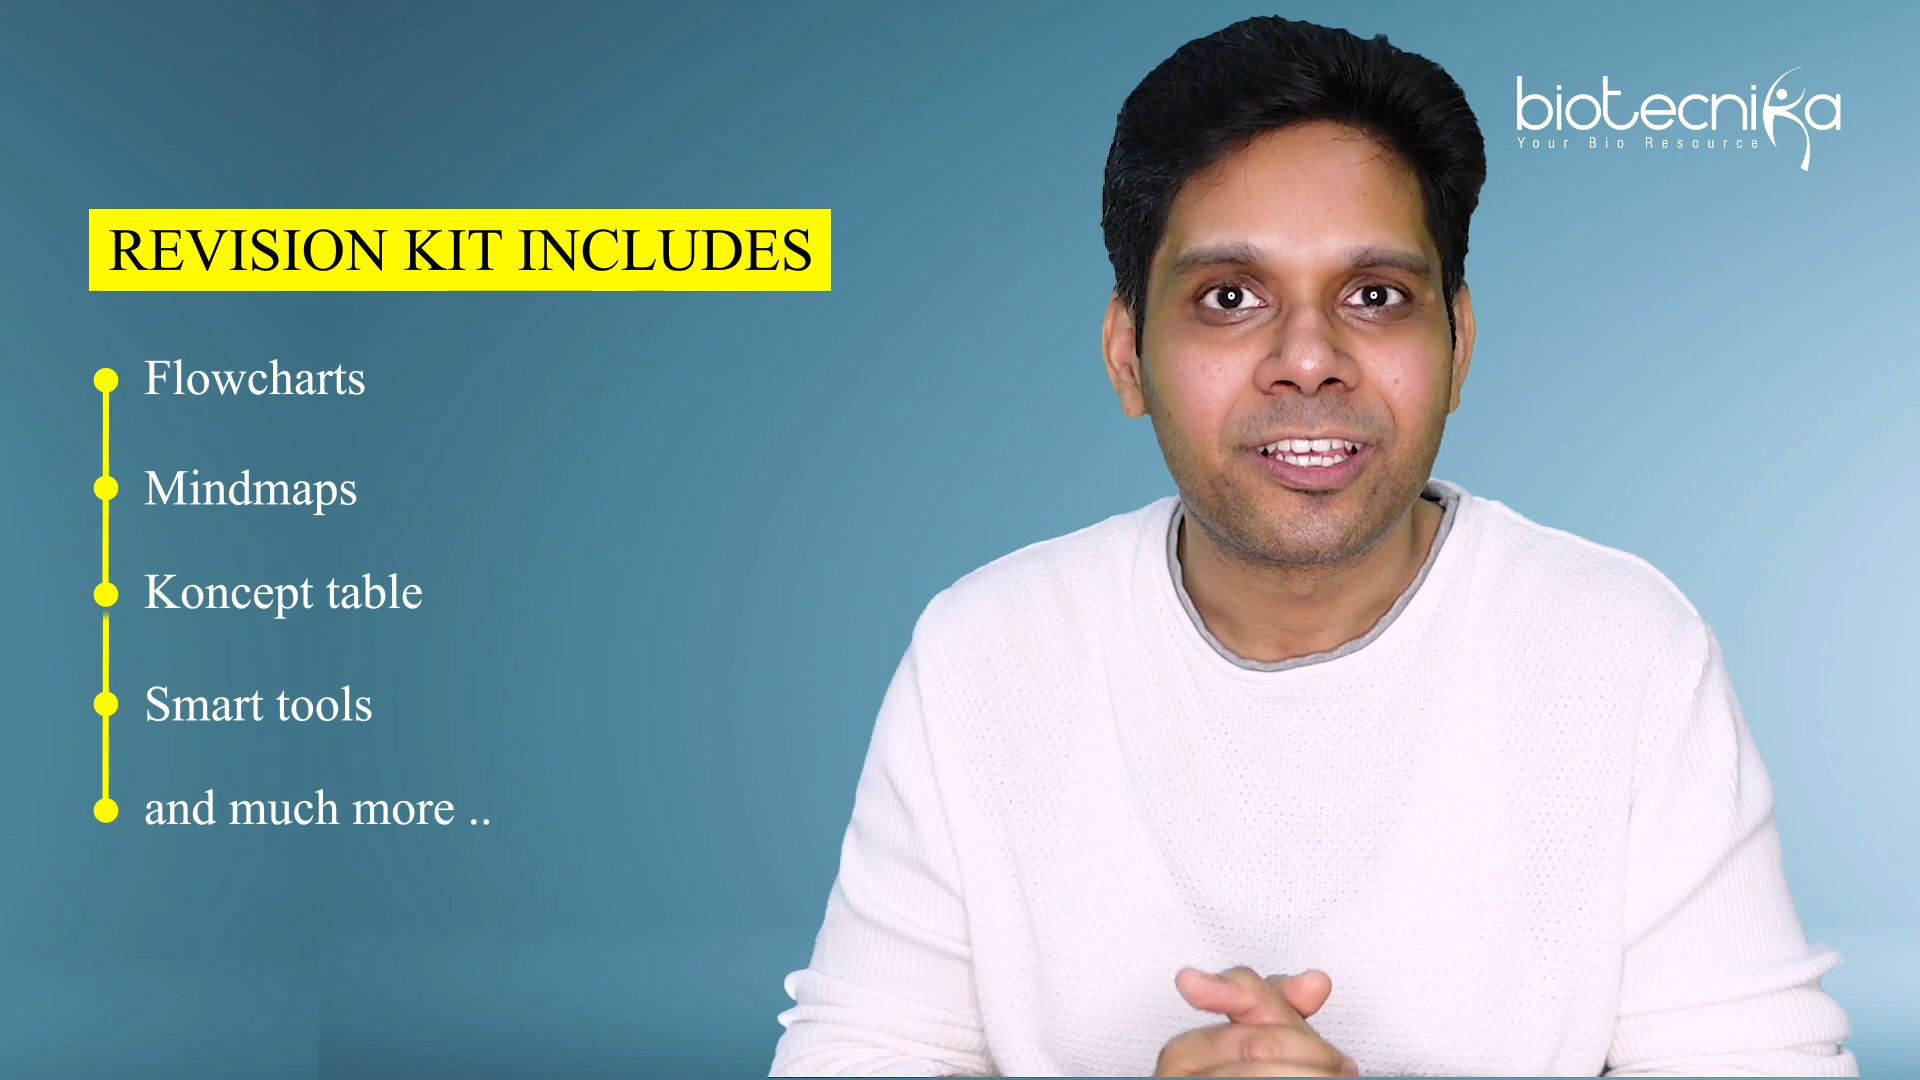 biotecnika
Your Bio Resource
REVISION KIT INCLUDES
Flowcharts
Mindmaps
Koncept table
Smart tools
and much more ..